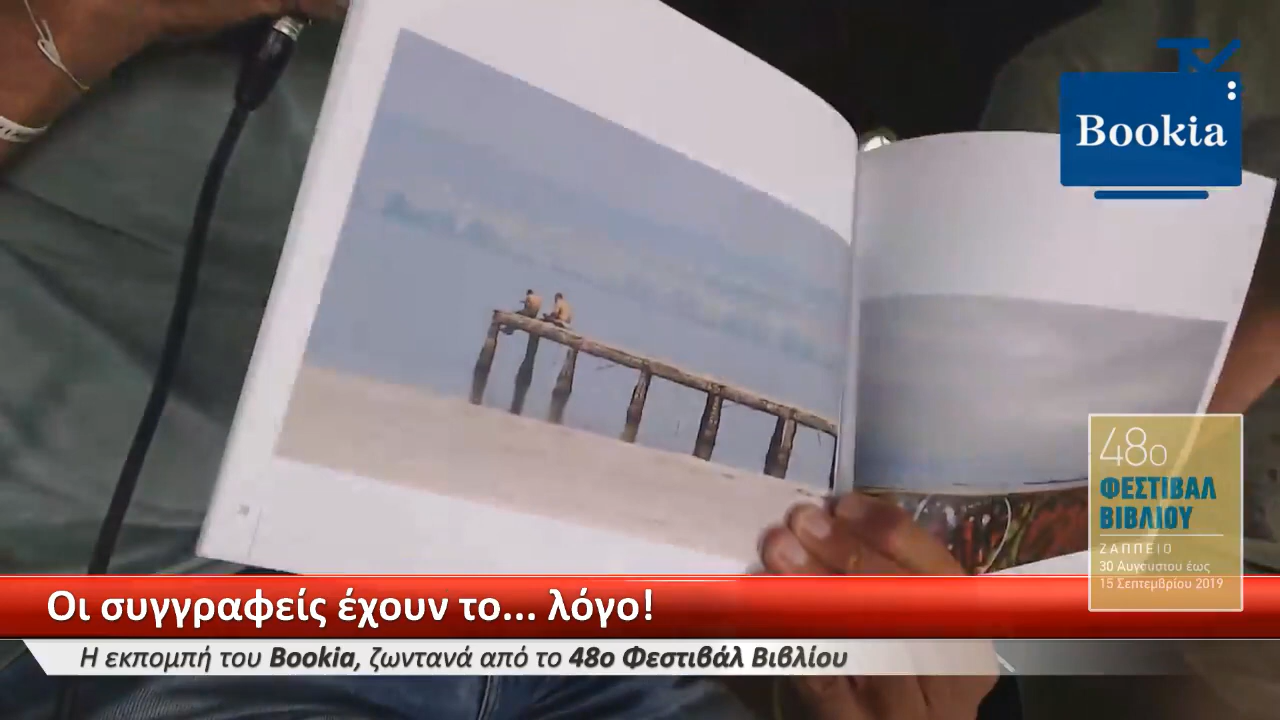 TV
Bookia
48ο
ΦΕΣΤΙΒΑΛ
ΒΙΒΛΙΟΥ
ΖΑΠΠΕΙΟ
30 Αυγούστου έως
15 Σεπτεμβρίου 2019
Οι συγγραφείς έχουν το... λόγο!
Η εκπομπή του Bookia, ζωντανά από το 48ο Φεστιβάλ Βιβλίου